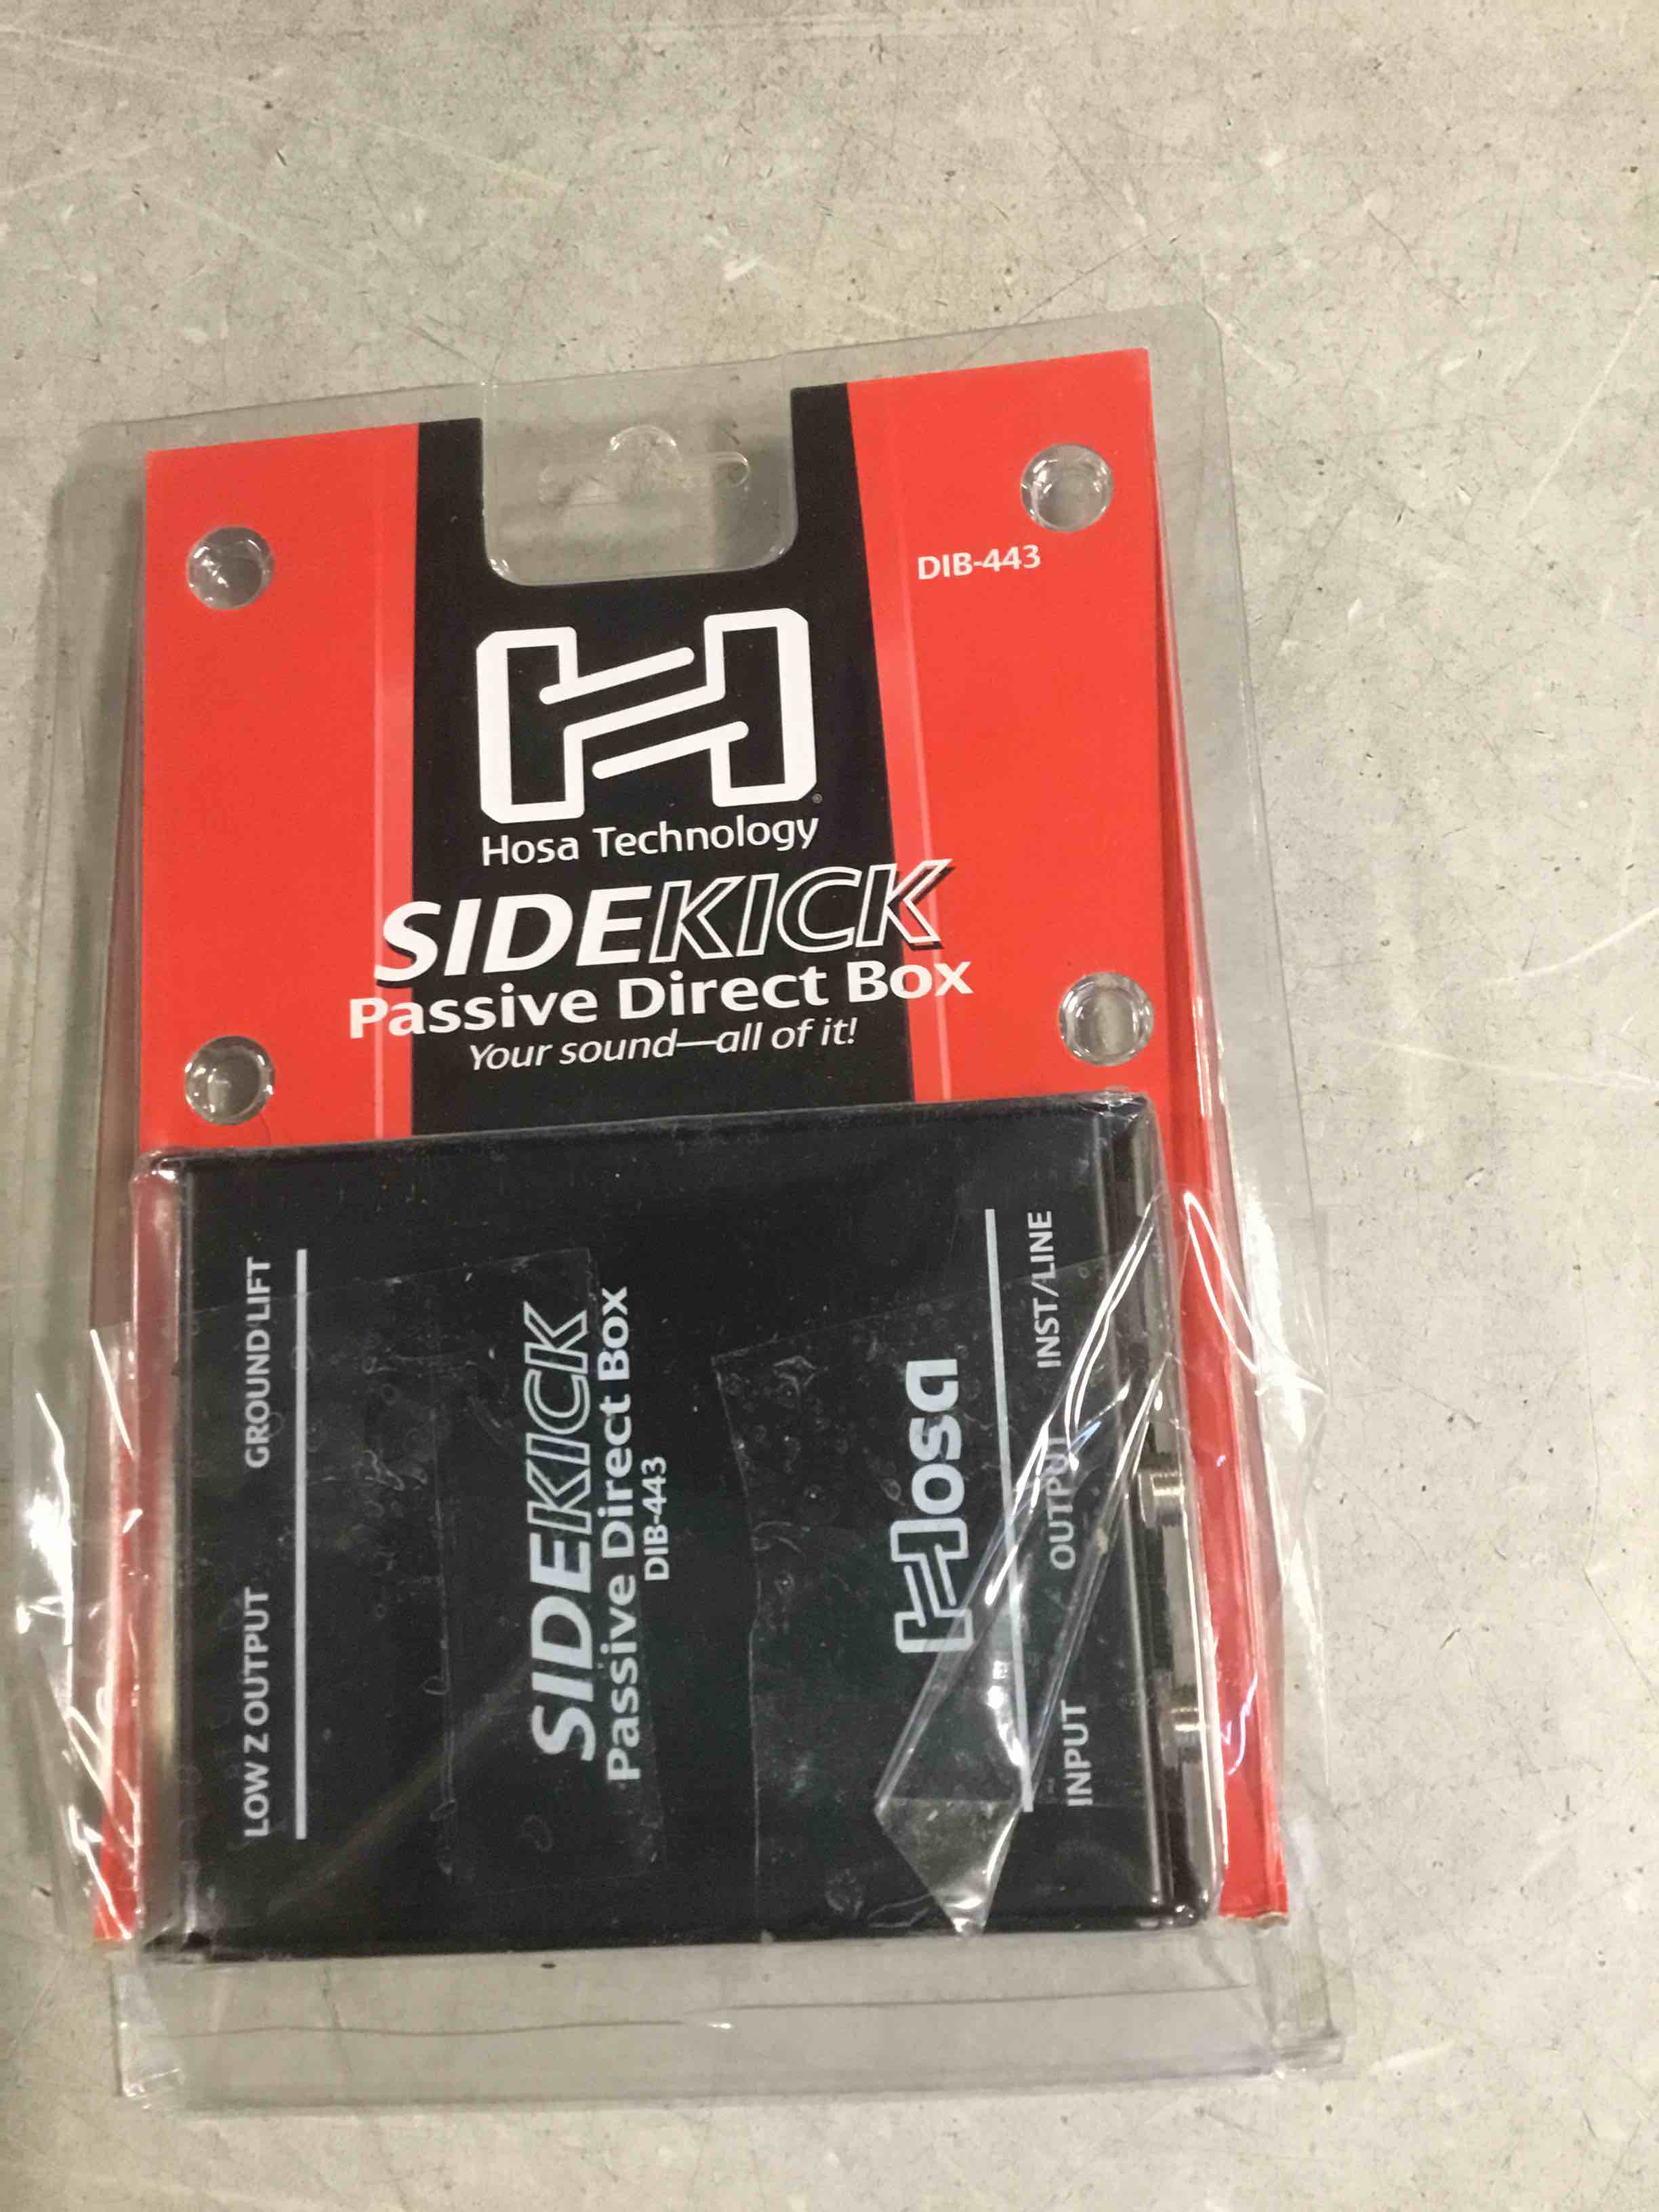 DIB-443
Hosa Technology
SIDEKICK
Passive Direct Box
Your sound—all of it!
LOW Z OUTPUT GROUND LIFT
SIDEKICK
Passive Direct Box
DIB-443
Hosa
INPUT OUTPUT INST/LINE